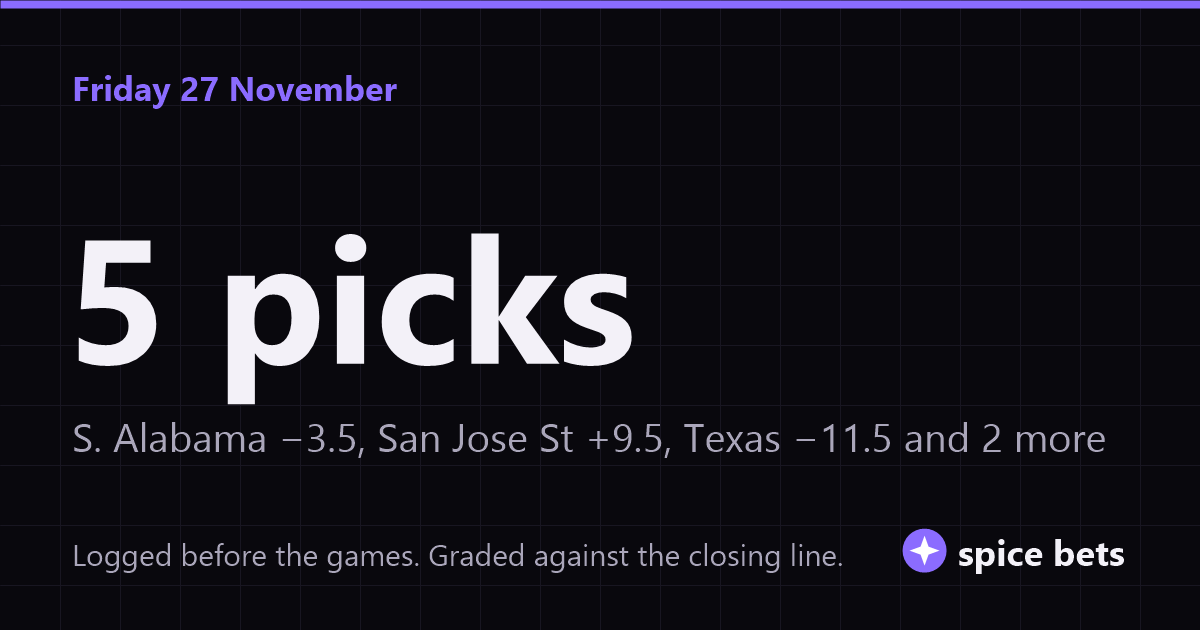 Friday 27 November
5 picks
S. Alabama −3.5, San Jose St +9.5, Texas −11.5 and 2 more
Logged before the games. Graded against the closing line.
spice bets